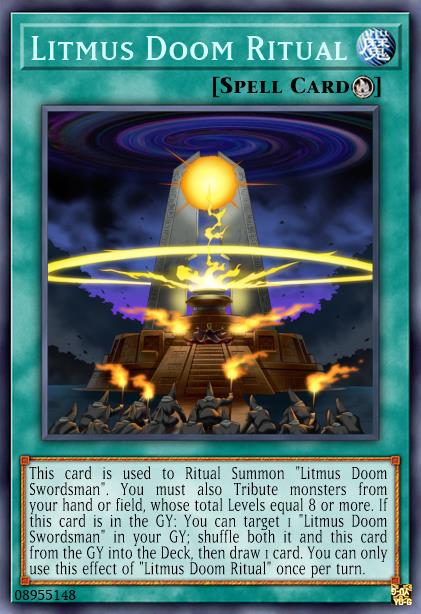 Litmus Doom Ritual
魔
[Spell Card]
This card is used to Ritual Summon "Litmus Doom
Swordsman". You must also Tribute monsters from
your hand or field, whose total Levels equal 8 or more. If
this card is in the GY: You can target 1 "Litmus Doom
Swordsman" in your GY; shuffle both it and this card
from the GY into the Deck, then draw 1 card. You can only
use this effect of "Litmus Doom Ritual" once per turn.
08955148